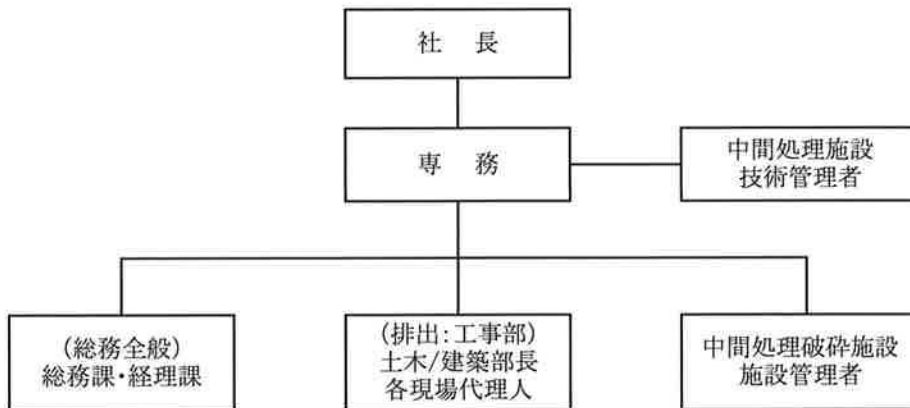 社 長
専 務
中間処理施設
技術管理者
(総務全般)
総務課・経理課
(排出:工事部)
土木/建築部長
各現場代理人
中間処理破砕施設
施設管理者